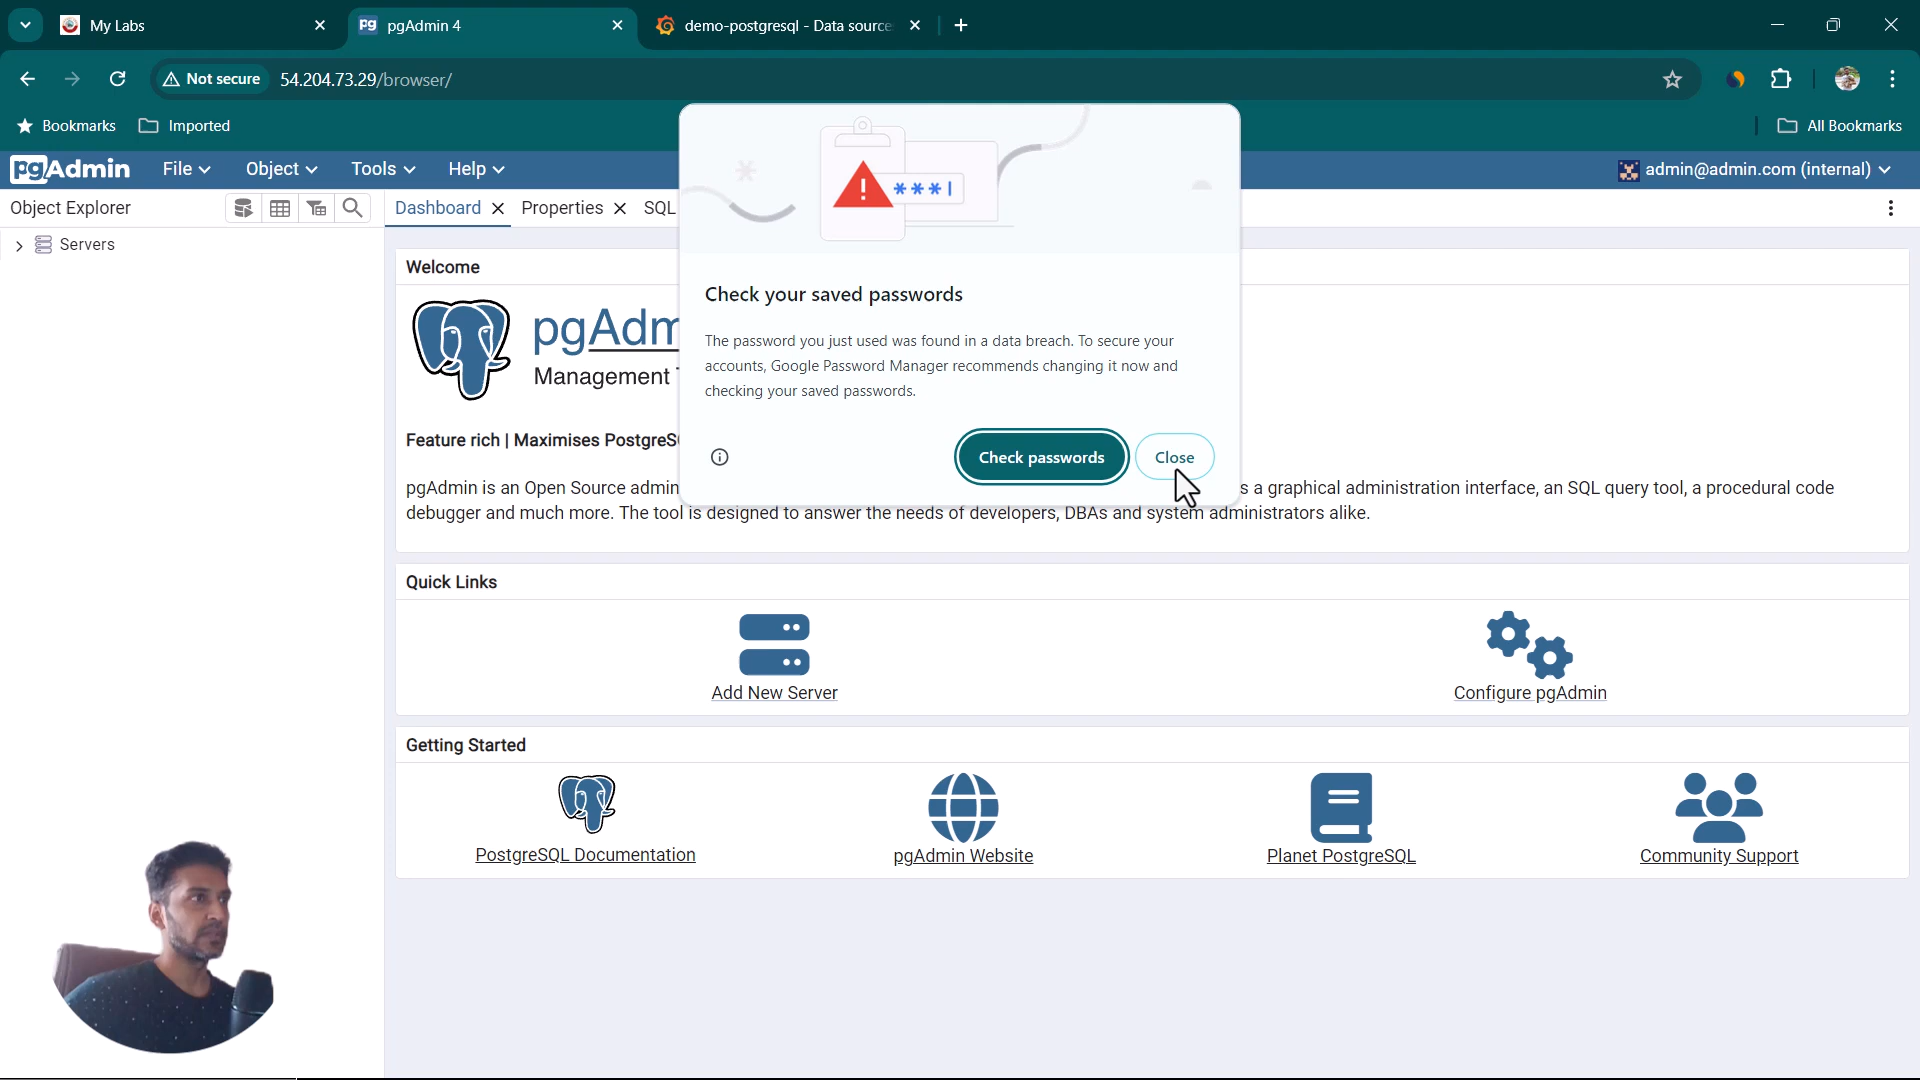 My Labs
pgAdmin 4
demo-postgresql - Data source
Not secure
54.204.73.29/browser/
Bookmarks
Imported
All Bookmarks
pgAdmin
File
Object
Tools
Help
admin@admin.com (internal)
Object Explorer
Dashboard
Properties
SQL
Servers
***|
Check your saved passwords
The password you just used was found in a data breach. To secure your
accounts, Google Password Manager recommends changing it now and
checking your saved passwords.
Check passwords
Close
Welcome
pgAdm
Management
Feature rich | Maximises PostgreS
pgAdmin is an Open Source admin
s a graphical administration interface, an SQL query tool, a procedural code
debugger and much more. The tool is designed to answer the needs of developers, DBAs and system administrators alike.
Quick Links
Add New Server
Configure pgAdmin
Getting Started
PostgreSQL Documentation
pgAdmin Website
Planet PostgreSQL
Community Support